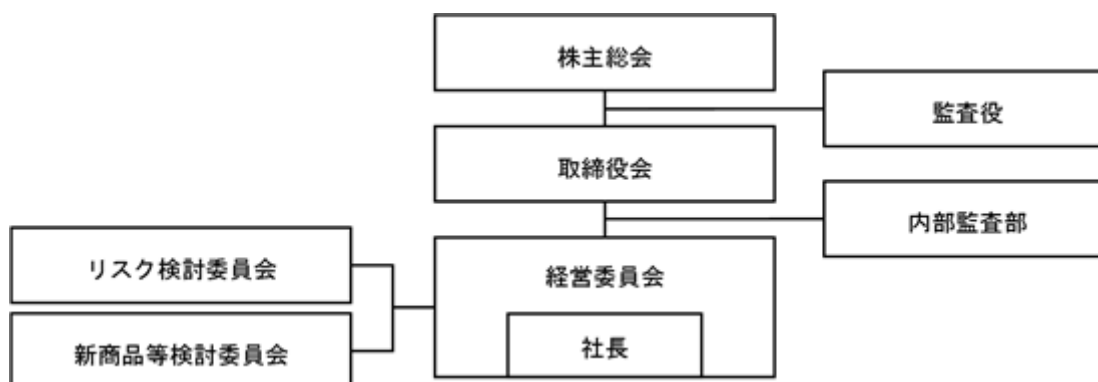 株主総会
監査役
取締役会
内部監査部
リスク検討委員会
経営委員会
新商品等検討委員会
社長